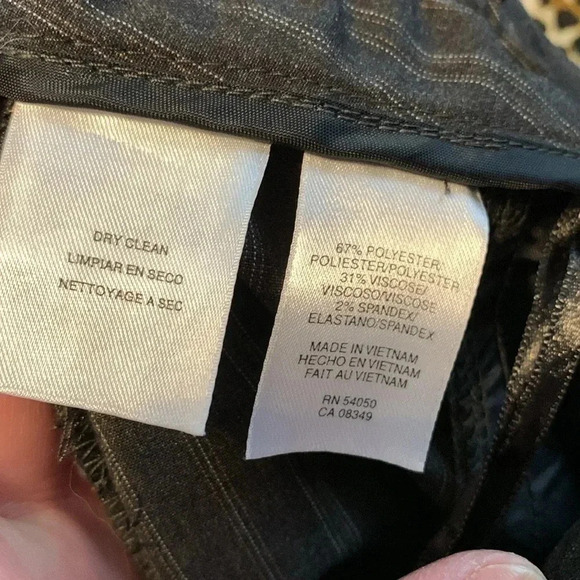 DRY CLEAN
LIMPIAR EN SECO
NETTOYAGE A SEC
67% POLYESTER,
POLIESTER/POLYESTER
31% VISCOSE/
VISCOSO/VISCOSE
2% SPANDEX/
ELASTANO/SPANDEX
MADE IN VIETNAM
HECHO EN VIETNAM
FAIT AU VIETNAM
RN 54050
CA 08349